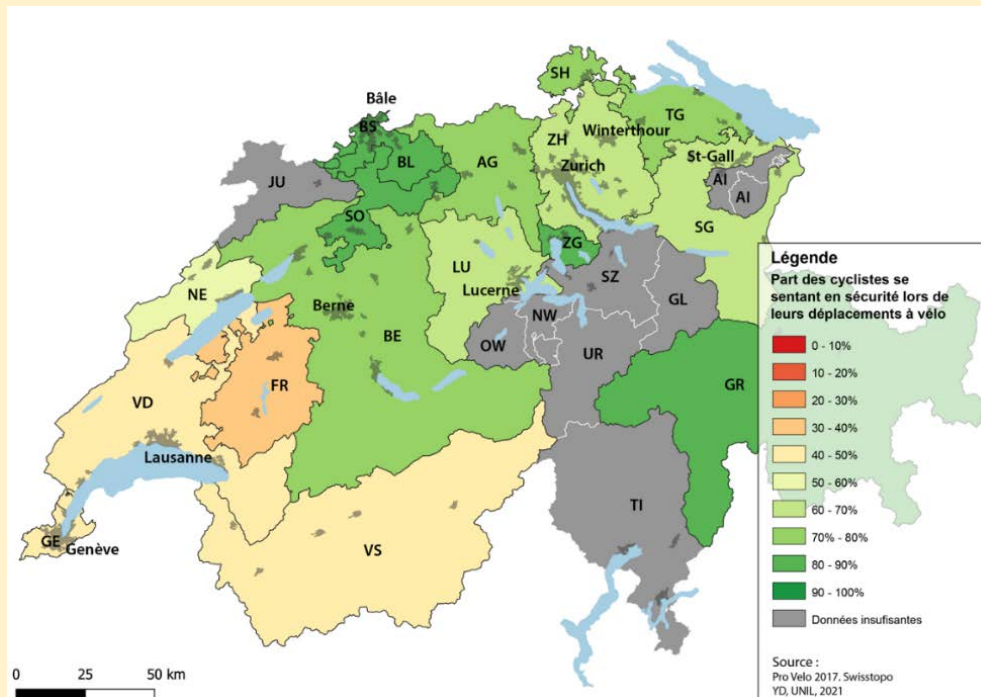 SH
Bâle
BS
TG
ZH
Winterthour
BL
AG
St-Gall
Zurich
JU
AI
AI
SO
SG
ZG
LU
SZ
NE
Lucerne
Berne
GL
NW
BE
OW
UR
FR
GR
VD
Lausanne
TI
VS
GE
Genève
0 25 50 km
Légende
Part des cyclistes se
sentant en sécurité lors de
leurs déplacements à vélo
0 - 10%
10 - 20%
20 - 30%
30 - 40%
40 - 50%
50 - 60%
60 - 70%
70% - 80%
80 - 90%
90 - 100%
Données insufisantes
Source :
Pro Velo 2017, Swisstopo
YD, UNIL, 2021